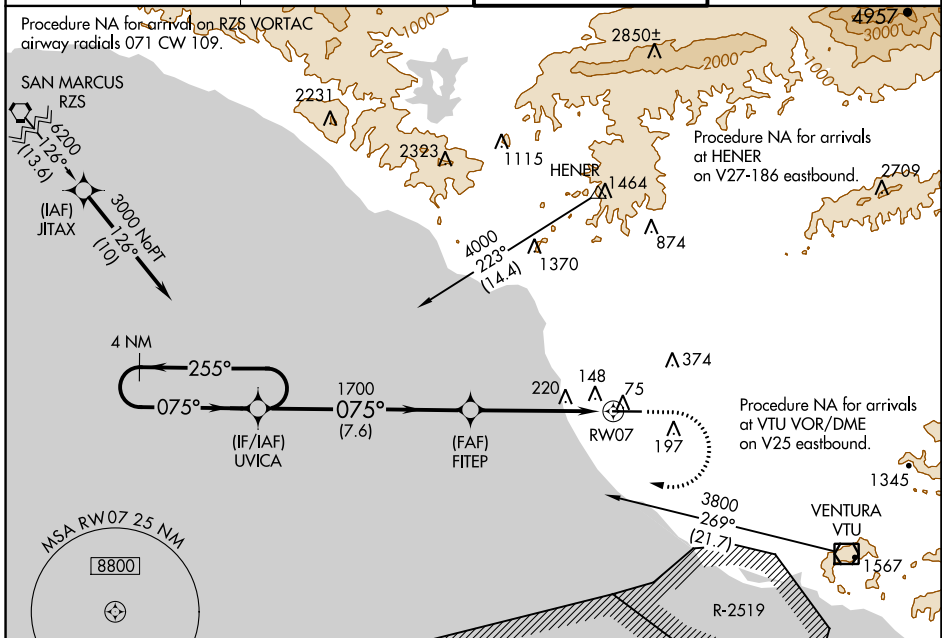 Procedure NA for arrival on RZS VORTAC
airway radials 071 CW 109.
SAN MARCUS
RZS
6200
126°
(13.6)
(IAF)
JITAX
3000 NoPT
126°
(10)
2231
2323
1115
2850±
2000
1000
4957
3000
HENER
1464
Procedure NA for arrivals
at HENER
on V27-186 eastbound.
2709
874
1370
4000
223°
(14.4)
4 NM
255°
075°
(IF/IAF)
UVICA
1700
075°
(7.6)
(FAF)
FITEP
220
148
75
374
RW07
197
Procedure NA for arrivals
at VTU VOR/DME
on V25 eastbound.
1345
3800
269°
(21.7)
VENTURA
VTU
1567
R-2519
MSA RW07 25 NM
8800